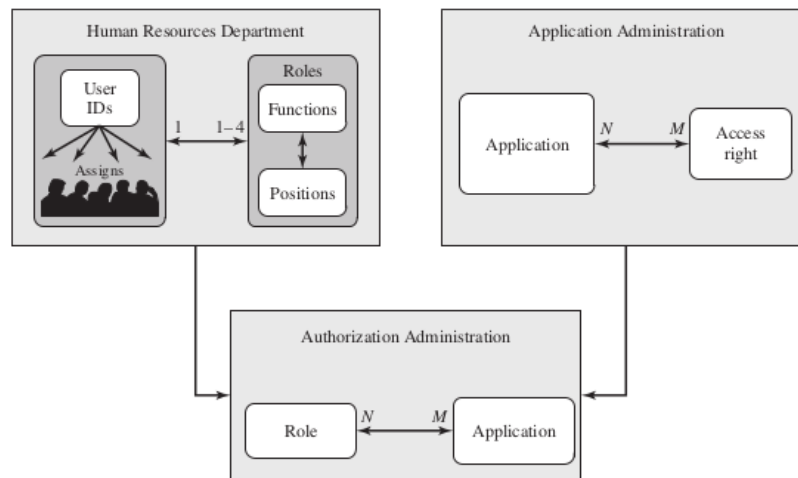 Human Resources Department
User
IDs
Assigns
1
1–4
Roles
Functions
Positions
Application Administration
Application
N
M
Access
right
Authorization Administration
Role
N
M
Application